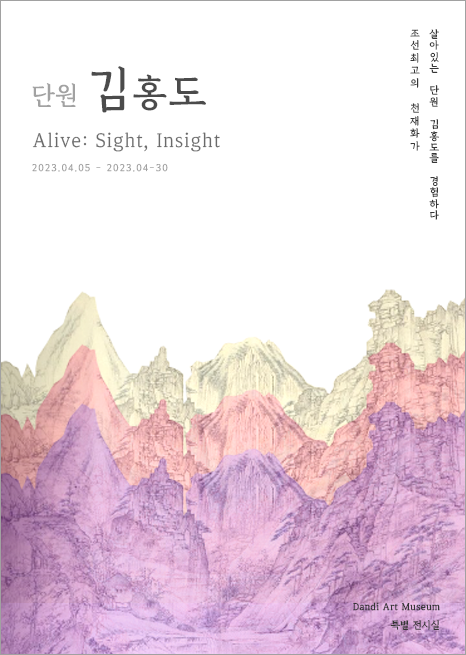 단원 김홍도
Alive: Sight, Insight
2023.04.05 - 2023.04-30
조선최고의 천재화가
살아있는 단원 김홍도를 경험하다
Dandi Art Museum
특별 전시실